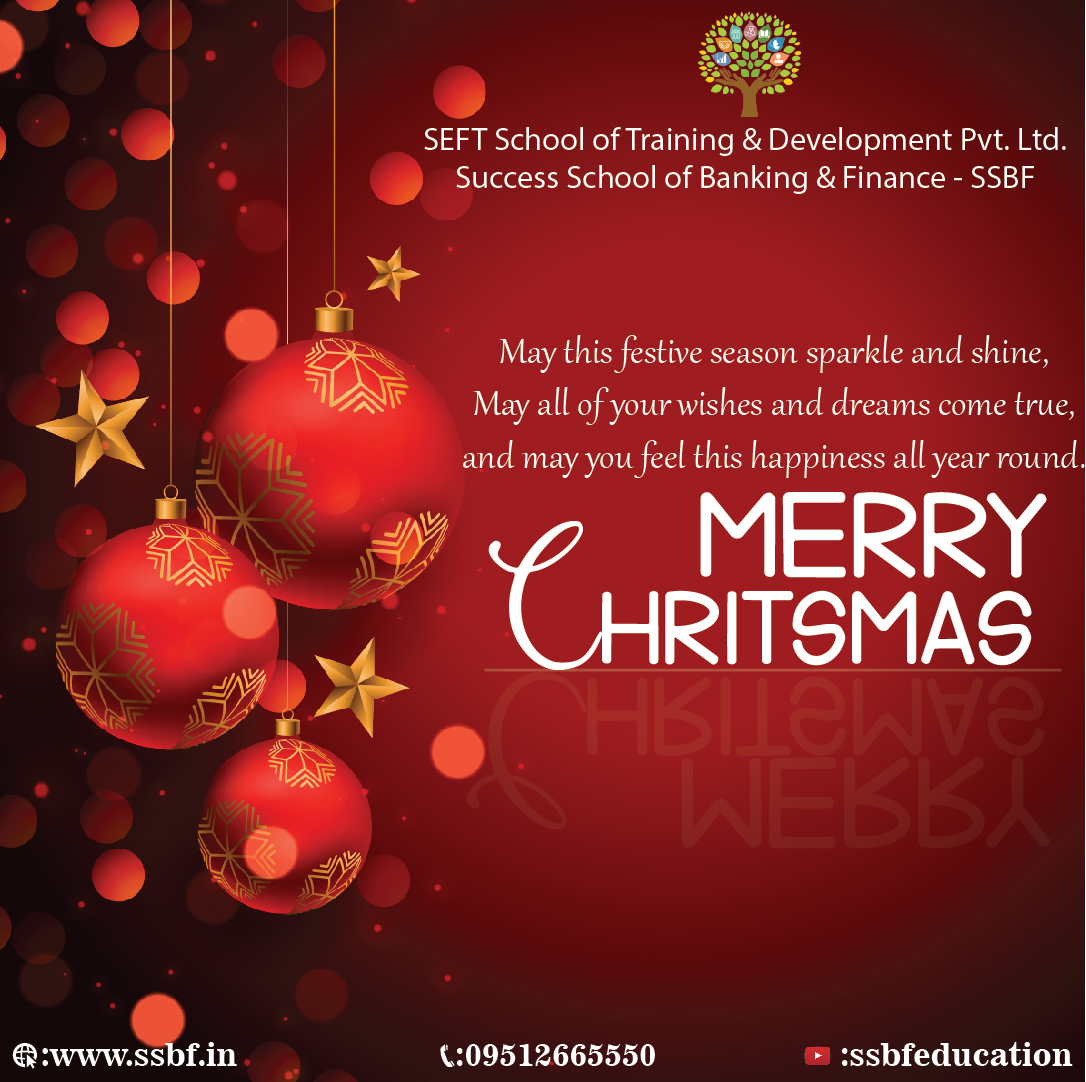 SEFT School of Training & Development Pvt. Ltd.
Success School of Banking & Finance - SSBF
May this festive season sparkle and shine,
May all of your wishes and dreams come true,
and may you feel this happiness all year round.
MERRY
CHRITSMAS
CHRITSMAS
MERRY
:www.ssbf.in
:09512665550
:ssbfeducation